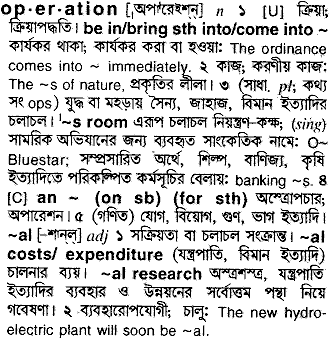 op·er·ation [ˌঅপাˈরেইশ্‌ন্] n ১ [U] ক্রিয়া;
ক্রিয়াপদ্ধতি। be in/bring sth into/come into ~
কার্যকর থাকা; কার্যকর করা বা হওয়া: The ordinance
comes into ~ immediately. ২ কাজ; করণীয় কাজ:
The ~s of nature, প্রকৃতির লীলা। ৩ (সাধা. pl; কথ্য
সং ops) যুদ্ধ বা মহড়ায় সৈন্য, জাহাজ, বিমান ইত্যাদির
চলাচল। ˈ~s room এরূপ চলাচল নিয়ন্ত্রণ-কক্ষ; (sing)
সামরিক অভিযানের জন্য ব্যবহৃত সাংকেতিক নামে: O~
Bluestar; সম্প্রসারিত অর্থে, শিল্প, বাণিজ্য, কৃষি
ইত্যাদিতে পরিকল্পিত কর্মসূচির বেলায়: banking ~s. ৪
[C] an ~ (on sb) (for sth) অস্ত্রোপচার;
অপারেশন। ৫ (গণিত) যোগ, বিয়োগ, গুণ, ভাগ ইত্যাদি।
~al [–শান্‌ল্] adj ১ সক্রিয়তা বা চলাচল সংক্রান্ত। ~al
costs/ expenditure (যন্ত্রপাতি, বিমান ইত্যাদি)
চালনার ব্যয়। ~al research অস্ত্রশস্ত্র, যন্ত্রপাতি
ইত্যাদির ব্যবহার ও উন্নয়নের সর্বোত্তম পন্থা নিয়ে
গবেষণা। ২ ব্যবহারোপযোগী; চালু: The new hydro-
electric plant will soon be ~al.